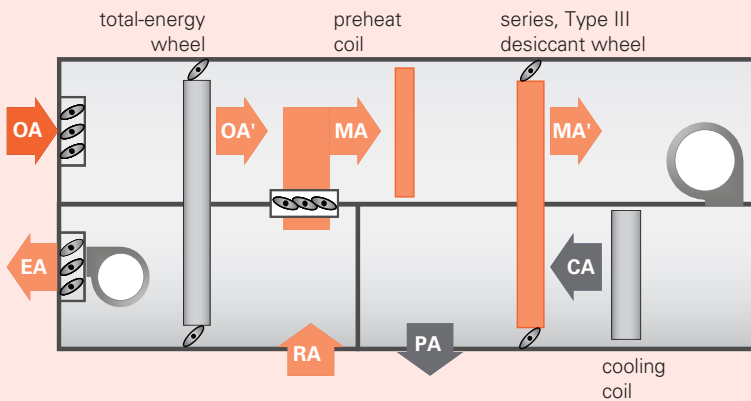 total-energy
wheel
preheat
coil
series, Type III
desiccant wheel
OA
OA'
MA
MA'
EA
CA
RA
PA
cooling
coil